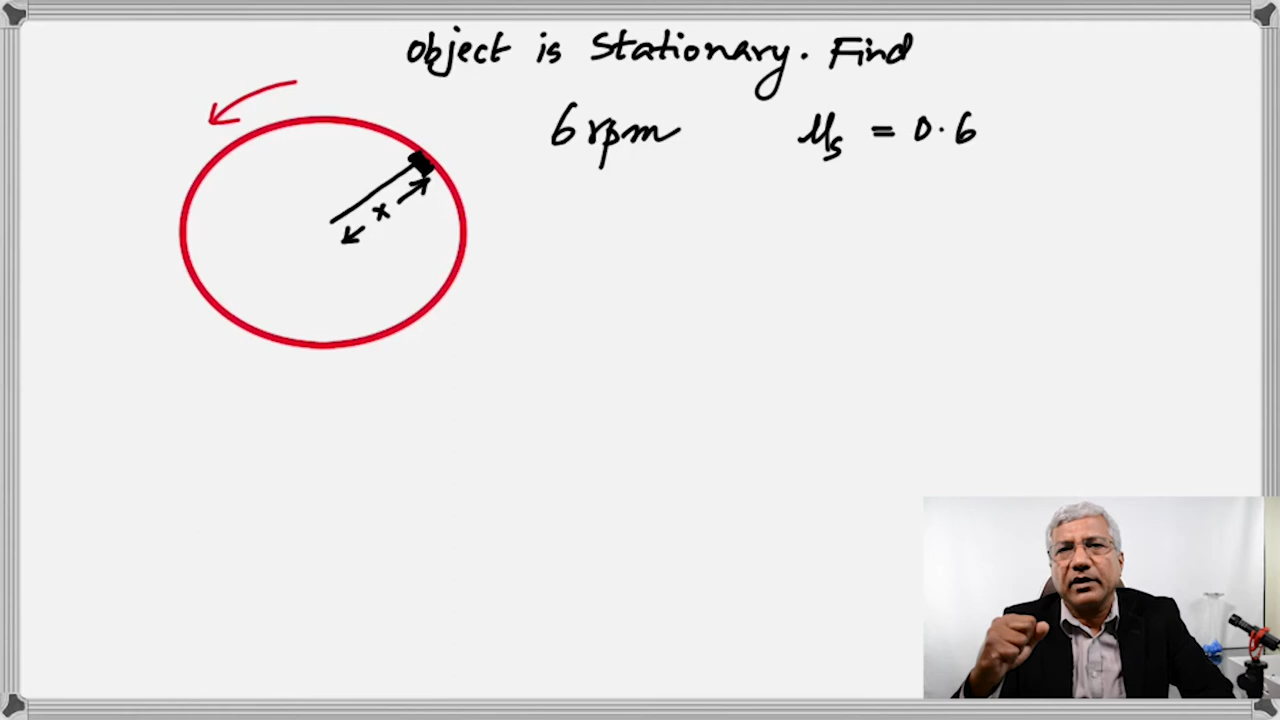 object is Stationary. Find
6 rpm μs = 0.6
x